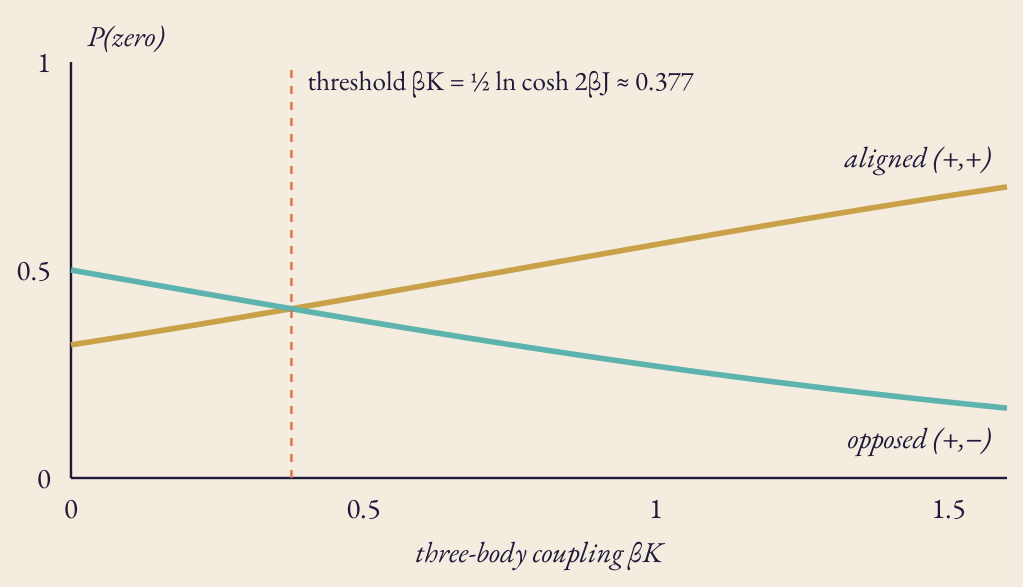 P(zero)
1
threshold βK = ½ ln cosh 2βJ ≈ 0.377
aligned (+,+)
0.5
opposed (+,−)
0
0
0.5
1
1.5
three-body coupling βK